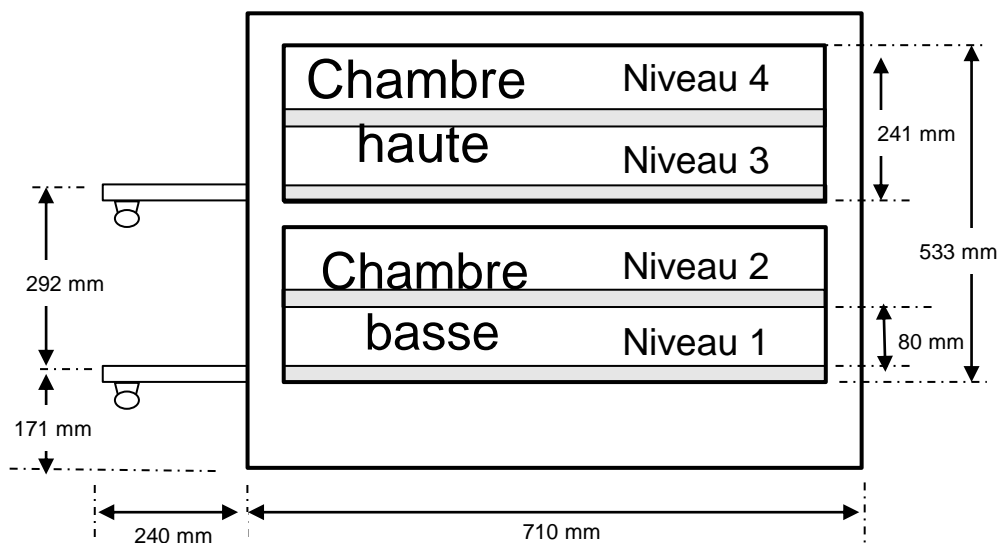 Chambre
haute
Niveau 4
Niveau 3
241 mm
Chambre
basse
Niveau 2
Niveau 1
533 mm
80 mm
292 mm
171 mm
240 mm
710 mm